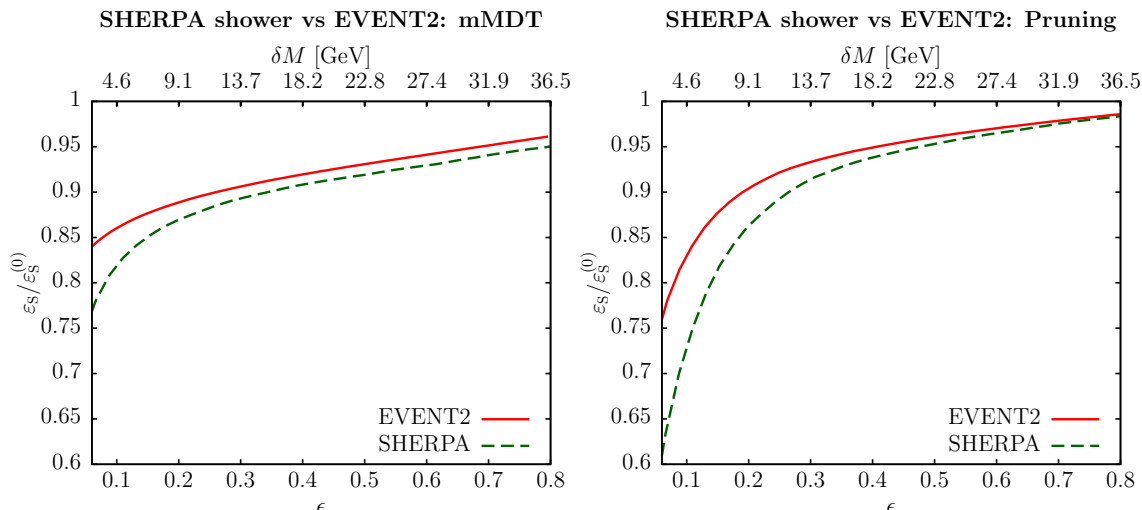 SHERPA shower vs EVENT2: mMDT
δM [GeV]
4.6 9.1 13.7 18.2 22.8 27.4 31.9 36.5
1
0.95
0.9
0.85
0.8
0.75
0.7
0.65
0.6
ε_S/ε_S^(0)
EVENT2
SHERPA
0.1 0.2 0.3 0.4 0.5 0.6 0.7 0.8
ϵ
SHERPA shower vs EVENT2: Pruning
δM [GeV]
4.6 9.1 13.7 18.2 22.8 27.4 31.9 36.5
1
0.95
0.9
0.85
0.8
0.75
0.7
0.65
0.6
ε_S/ε_S^(0)
EVENT2
SHERPA
0.1 0.2 0.3 0.4 0.5 0.6 0.7 0.8
ϵ